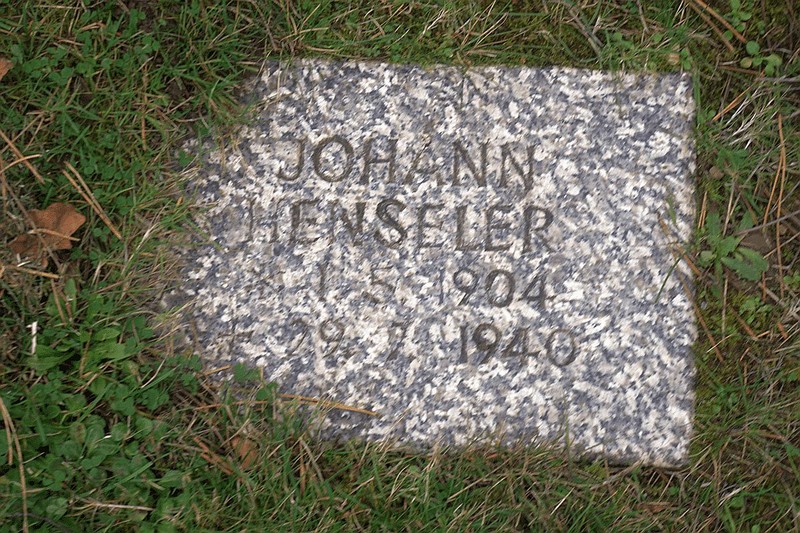 JOHANN
HENSELER
* 1. 5. 1904
† 29. 7. 1940